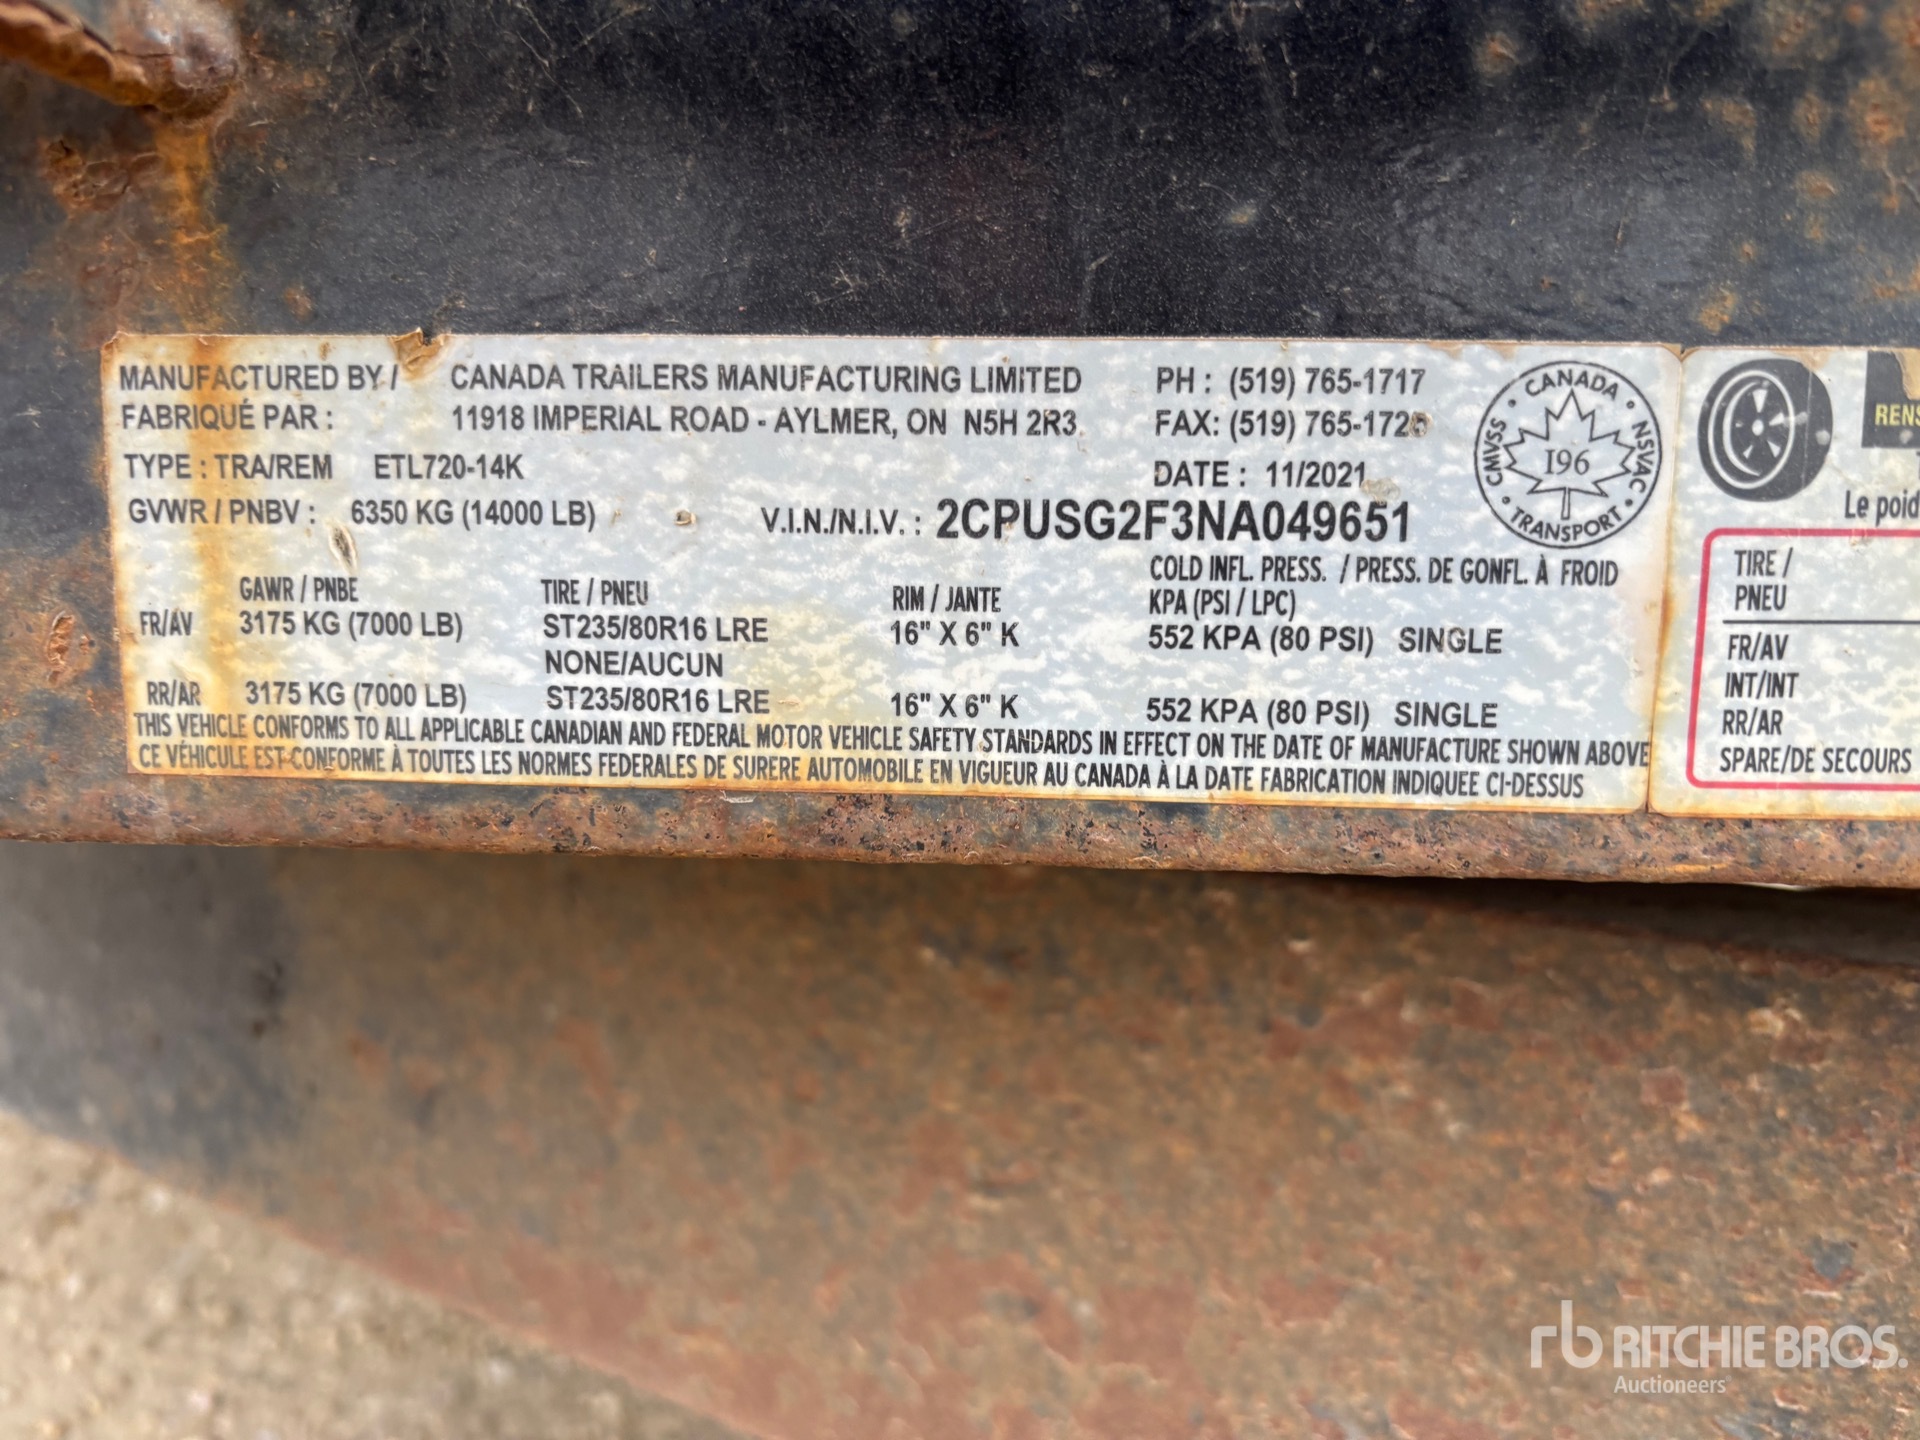 MANUFACTURED BY / CANADA TRAILERS MANUFACTURING LIMITED PH : (519) 765-1717
FABRIQUÉ PAR : 11918 IMPERIAL ROAD - AYLMER, ON N5H 2R3 FAX: (519)
TYPE : TRA/REM ETL720-14K DATE : 11/2021
GVWR / PNBV : 6350 KG (14000 LB) V.I.N./N.I.V. : 2CPUSG2F3NA049651
CANADA
CMVSS NSVAC
196
TRANSPORT
COLD INFL. PRESS. / PRESS. DE GONFL. À FROID
GAWR / PNBE TIRE / PNEU RIM / JANTE KPA (PSI / LPC)
FR/AV 3175 KG (7000 LB) ST235/80R16 LRE 16" X 6" K 552 KPA (80 PSI) SINGLE
NONE/AUCUN
RR/AR 3175 KG (7000 LB) ST235/80R16 LRE 16" X 6" K 552 KPA (80 PSI) SINGLE
THIS VEHICLE CONFORMS TO ALL APPLICABLE CANADIAN AND FEDERAL MOTOR VEHICLE SAFETY STANDARDS IN EFFECT ON THE DATE OF MANUFACTURE SHOWN ABOVE
CE VÉHICULE EST CONFORME À TOUTES LES NORMES FEDERALES DE SURERE AUTOMOBILE EN VIGUEUR AU CANADA À LA DATE FABRICATION INDIQUEE CI-DESSUS
RENS
Le poid
TIRE /
PNEU
FR/AV
INT/INT
RR/AR
SPARE/DE SECOURS
rb RITCHIE BROS.
Auctioneers